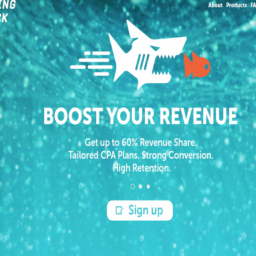 ING
CK
About Products FA
BOOST YOUR REVENUE
Get up to 60% Revenue Share.
Tailored CPA Plans. Strong Conversion.
High Retention.
Sign up